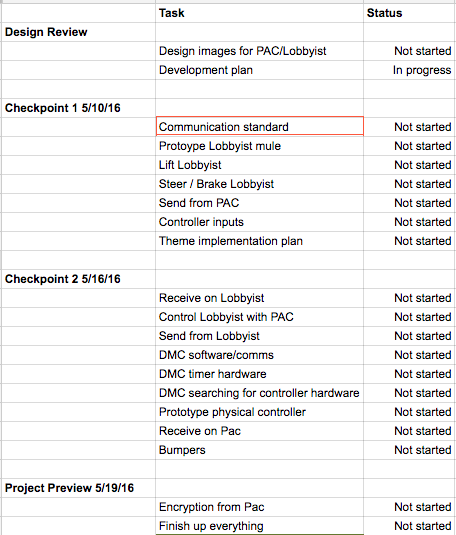 Task Status
Design Review
Design images for PAC/Lobbyist Not started
Development plan In progress
Checkpoint 1 5/10/16
Communication standard Not started
Protoype Lobbyist mule Not started
Lift Lobbyist Not started
Steer / Brake Lobbyist Not started
Send from PAC Not started
Controller inputs Not started
Theme implementation plan Not started
Checkpoint 2 5/16/16
Receive on Lobbyist Not started
Control Lobbyist with PAC Not started
Send from Lobbyist Not started
DMC software/comms Not started
DMC timer hardware Not started
DMC searching for controller hardware Not started
Prototype physical controller Not started
Receive on Pac Not started
Bumpers Not started
Project Preview 5/19/16
Encryption from Pac Not started
Finish up everything Not started